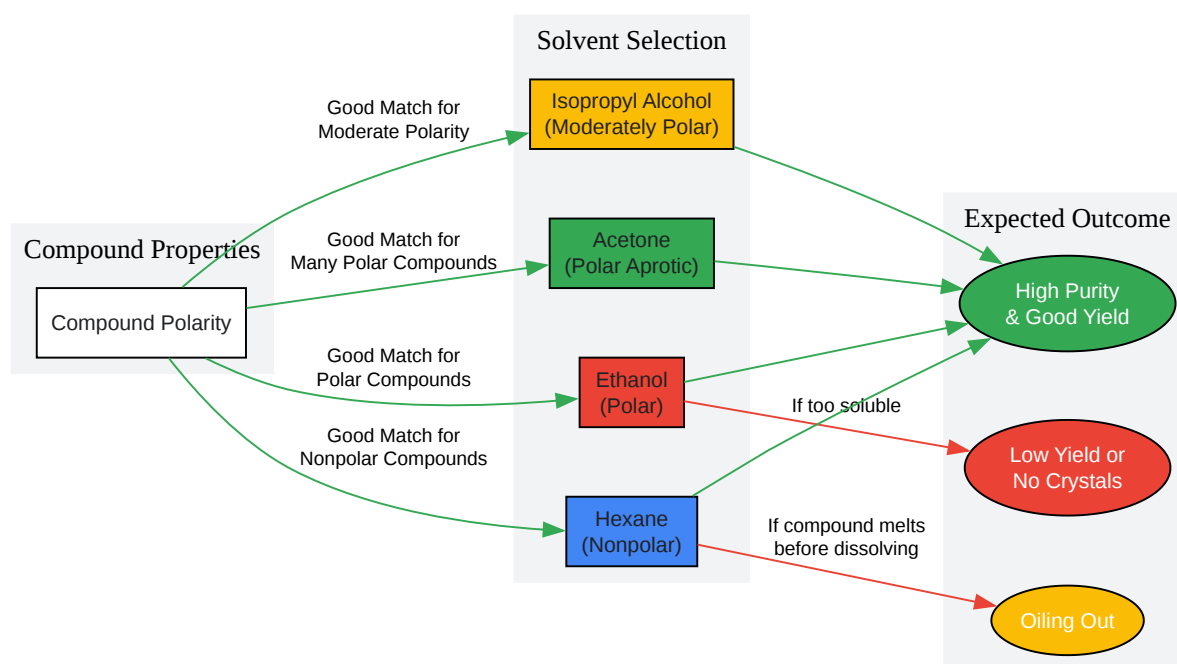 Solvent Selection
Isopropyl Alcohol
(Moderately Polar)
Good Match for
Moderate Polarity
Expected Outcome
Compound Properties
Acetone
(Polar Aprotic)
Good Match for
Many Polar Compounds
High Purity
& Good Yield
Compound Polarity
Good Match for
Polar Compounds
Ethanol
(Polar)
If too soluble
Good Match for
Nonpolar Compounds
Low Yield or
No Crystals
Hexane
(Nonpolar)
If compound melts
before dissolving
Oiling Out